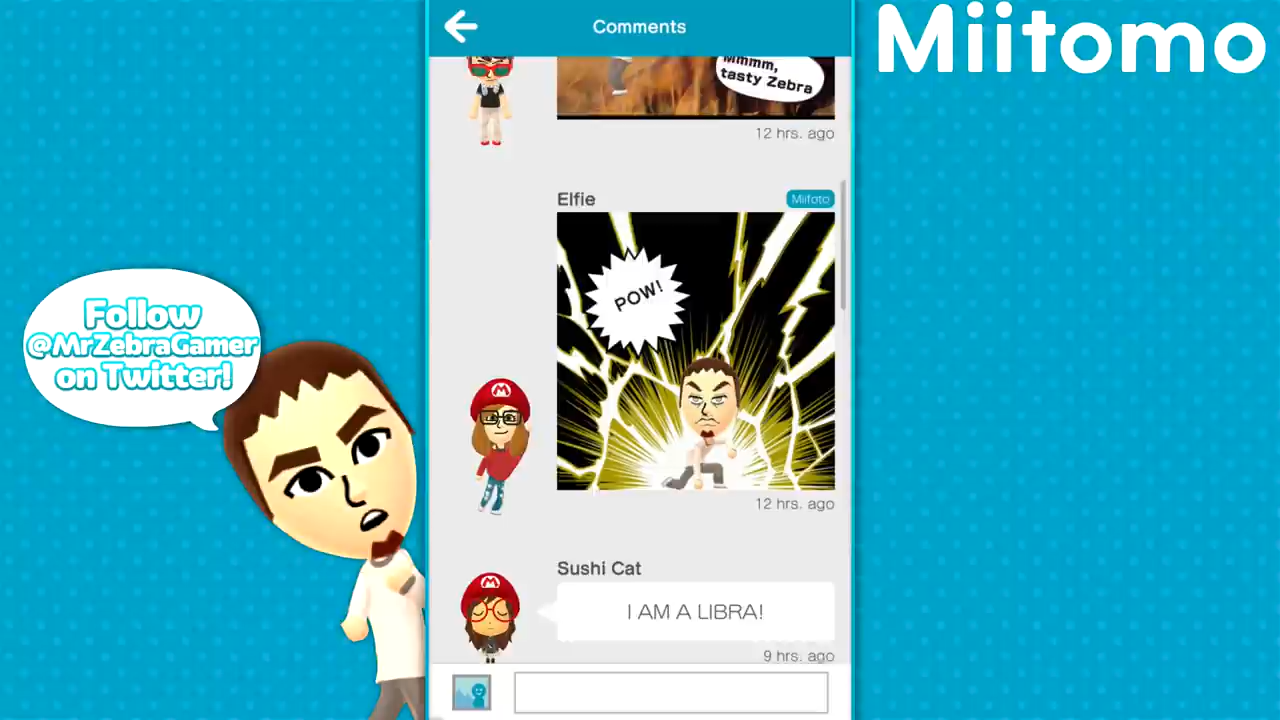 Comments
Miitomo
Mmmm,
tasty Zebra
12 hrs. ago
Elfie
Miifoto
POW!
Follow
@MrZebraGamer
on Twitter!
M
12 hrs. ago
Sushi Cat
M
I AM A LIBRA!
9 hrs. ago